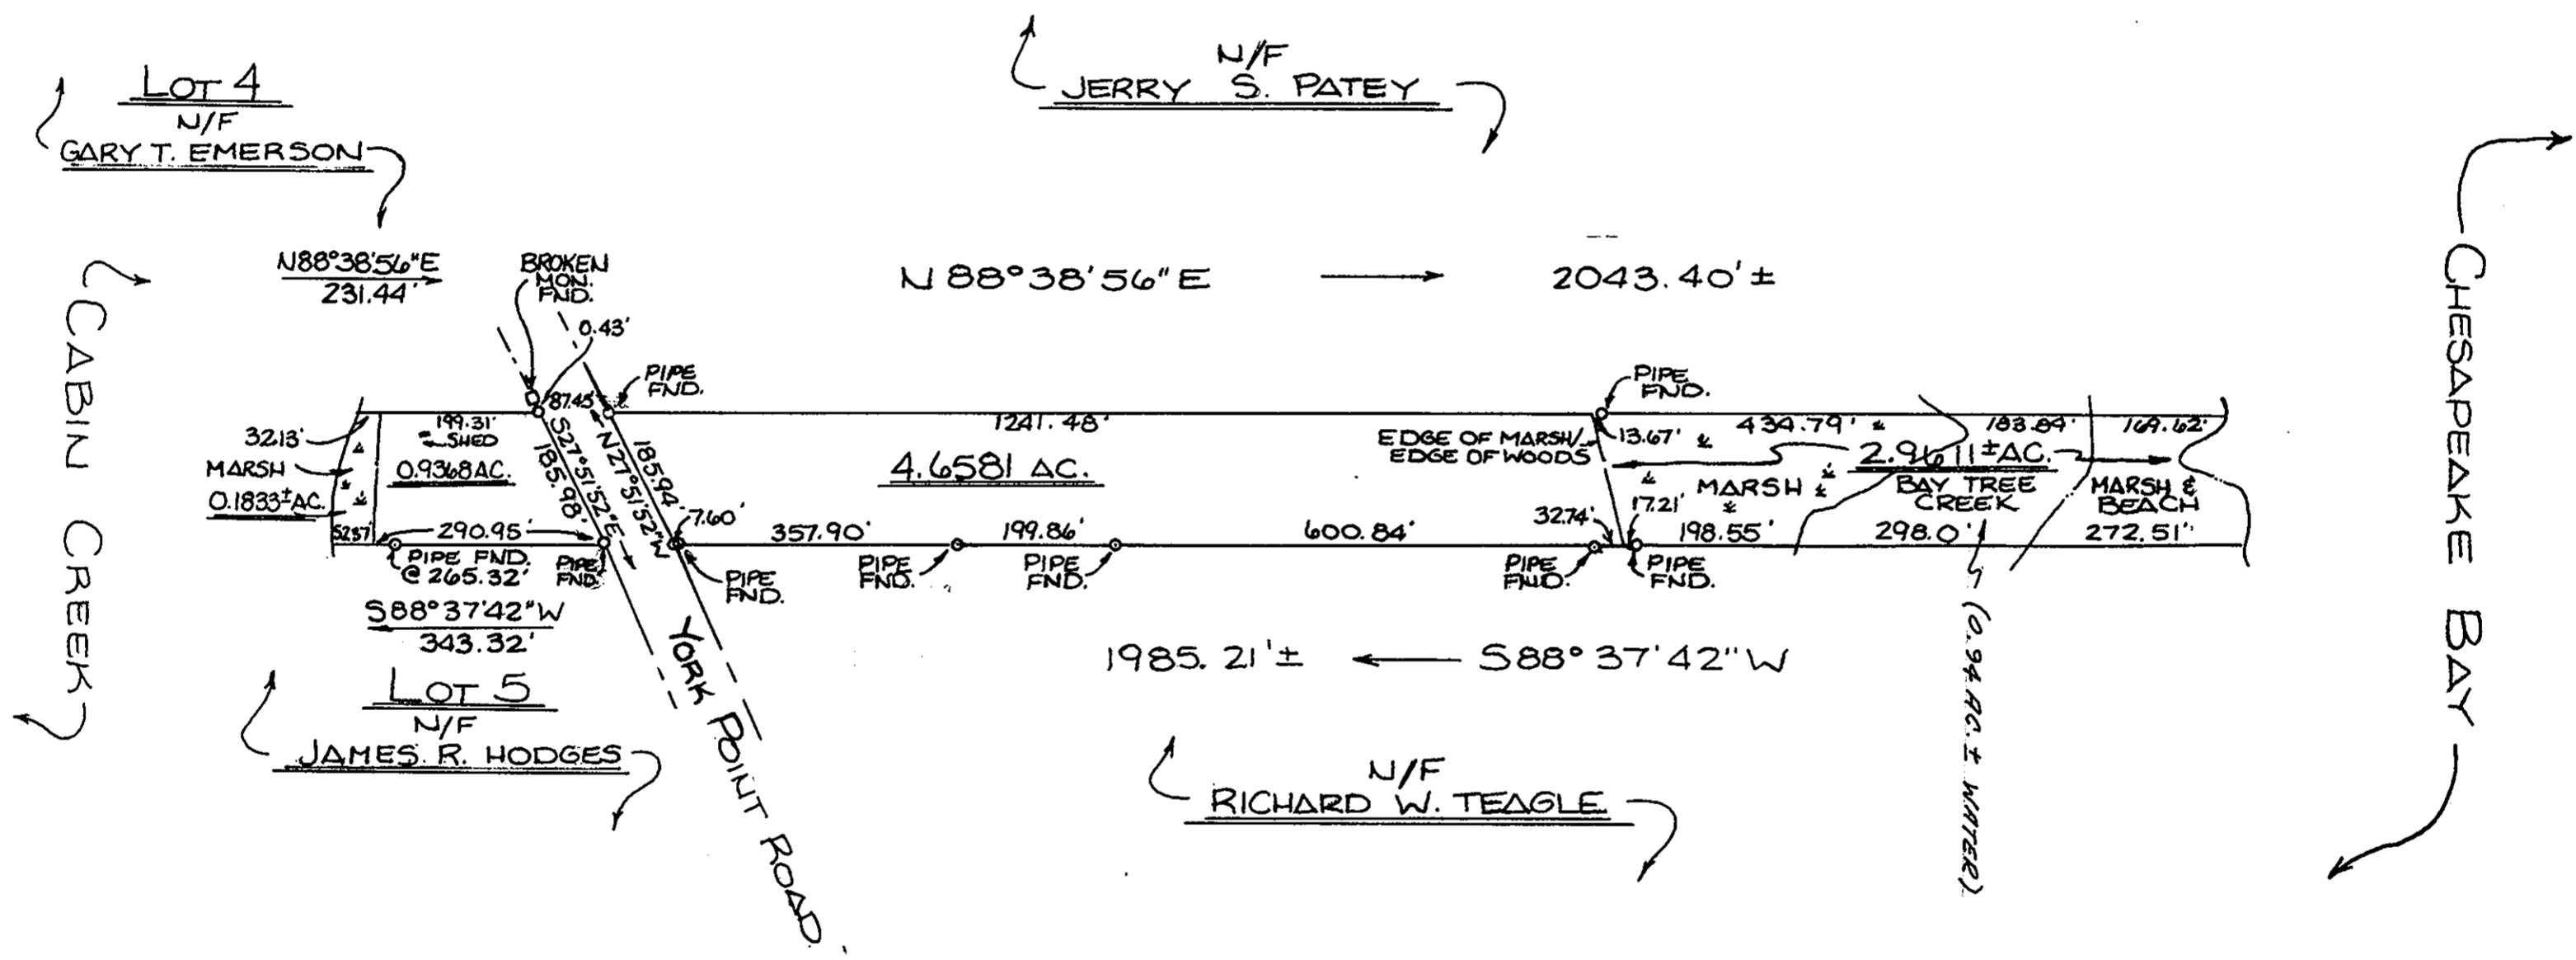 LOT 4
N/F
GARY T. EMERSON
N/F
JERRY S. PATEY
N88°38'56"E
231.44'
BROKEN
MON.
FND.
0.43'
N 88°38'56"E
2043.40'±
CABIN CREEK
CHESAPEAKE BAY
PIPE
FND.
PIPE
FND.
32.13'
MARSH
0.1833±AC.
52.37'
199.31'
SHED
0.9368AC.
87.45'
S27°51'52"E
185.98'
N27°51'52"W
185.94'
1241.48'
4.6581 AC.
EDGE OF MARSH/
EDGE OF WOODS
13.67'
434.79'
183.89'
169.62'
2.9611±AC.
MARSH
BAY TREE
CREEK
MARSH &
BEACH
290.95'
7.60'
357.90'
199.86'
600.84'
32.74'
17.21'
198.55'
298.0'
272.51'
PIPE FND.
@ 265.32'
PIPE
FND.
PIPE
FND.
PIPE
FND.
PIPE
FND.
PIPE
FND.
PIPE
FND.
S88°37'42"W
343.32'
LOT 5
N/F
JAMES R. HODGES
YORK POINT ROAD
1985.21'±
S88°37'42"W
N/F
RICHARD W. TEAGLE
(0.94 AC. ± WATER)